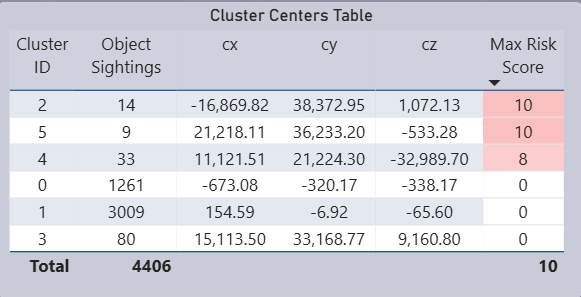 Cluster Centers Table
Cluster ID Object Sightings cx cy cz Max Risk Score
2 14 -16,869.82 38,372.95 1,072.13 10
5 9 21,218.11 36,233.20 -533.28 10
4 33 11,121.51 21,224.30 -32,989.70 8
0 1261 -673.08 -320.17 -338.17 0
1 3009 154.59 -6.92 -65.60 0
3 80 15,113.50 33,168.77 9,160.80 0
Total 4406 10